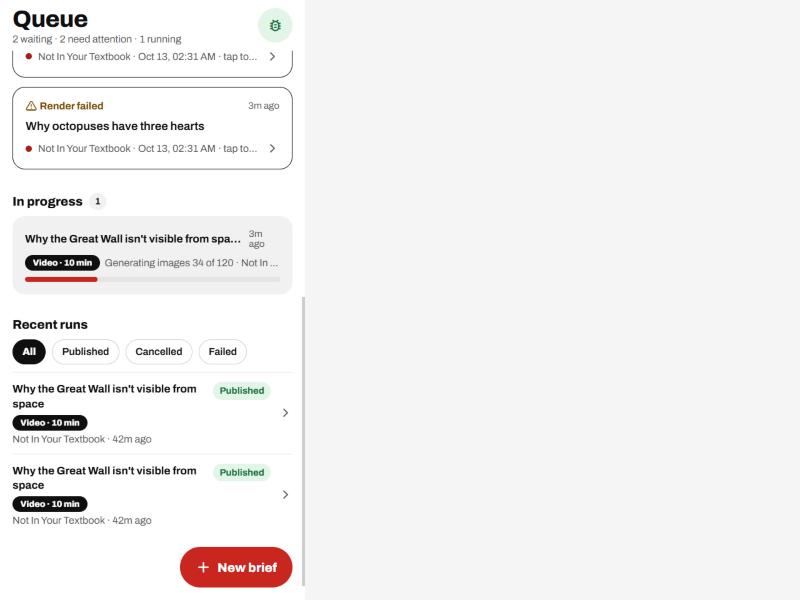 Queue
2 waiting · 2 need attention · 1 running
Not In Your Textbook · Oct 13, 02:31 AM · tap to…
Render failed
3m ago
Why octopuses have three hearts
Not In Your Textbook · Oct 13, 02:31 AM · tap to…
In progress 1
Why the Great Wall isn't visible from spa…
3m
ago
Video · 10 min Generating images 34 of 120 · Not In …
Recent runs
All Published Cancelled Failed
Why the Great Wall isn't visible from
space
Published
Video · 10 min
Not In Your Textbook · 42m ago
Why the Great Wall isn't visible from
space
Published
Video · 10 min
Not In Your Textbook · 42m ago
New brief